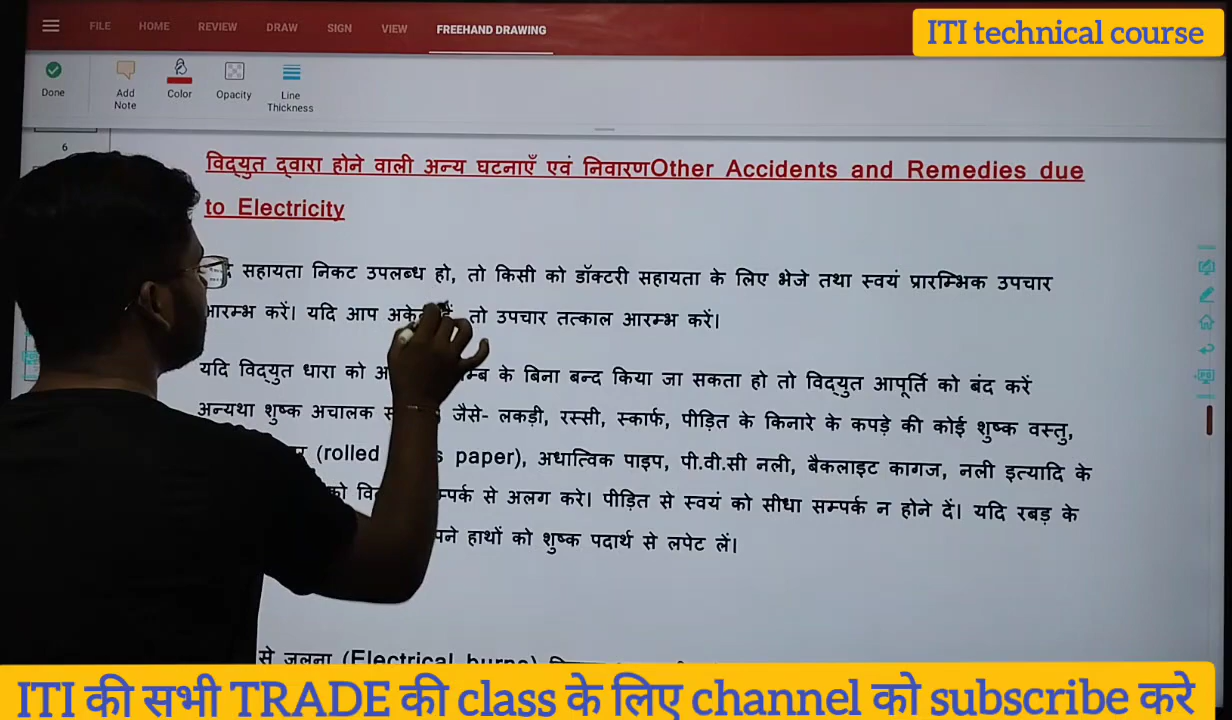 FILE HOME REVIEW DRAW SIGN VIEW FREEHAND DRAWING
ITI technical course
Done Add Note Color Opacity Line Thickness
6
विद्युत द्वारा होने वाली अन्य घटनाएँ एवं निवारणOther Accidents and Remedies due
to Electricity
सहायता निकट उपलब्ध हो, तो किसी को डॉक्टरी सहायता के लिए भेजे तथा स्वयं प्रारम्भिक उपचार
आरम्भ करें। यदि आप तो उपचार तत्काल आरम्भ करें।
यदि विद्युत धारा को के बिना बन्द किया जा सकता हो तो विद्युत आपूर्ति को बंद करें
अन्यथा शुष्क अचालक जैसे- लकड़ी, रस्सी, स्कार्फ, पीड़ित के किनारे के कपड़े की कोई शुष्क वस्तु,
(rolled paper), अधात्विक पाइप, पी.वी.सी नली, बैकलाइट कागज, नली इत्यादि के
को से अलग करे। पीड़ित से स्वयं को सीधा सम्पर्क न होने दें। यदि रबड़ के
हाथों को शुष्क पदार्थ से लपेट लें।
से जलना (Electrical burns)
ITI की सभी TRADE की class के लिए channel को subscribe करे